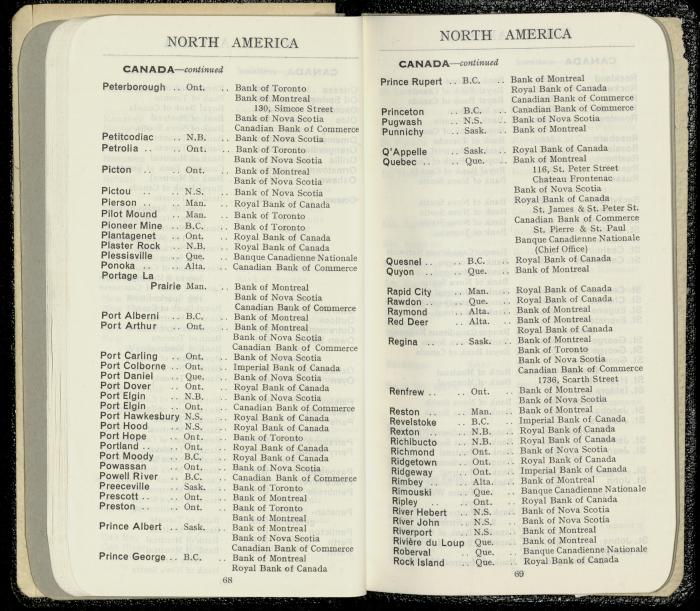 NORTH AMERICA
CANADA—continued
Peterborough .. Ont. .. Bank of Toronto
Bank of Montreal
130, Simcoe Street
Bank of Nova Scotia
Canadian Bank of Commerce
Petitcodiac .. N.B. .. Bank of Nova Scotia
Petrolia .. .. Ont. .. Bank of Toronto
Bank of Nova Scotia
Picton .. .. Ont. .. Bank of Montreal
Bank of Nova Scotia
Pictou .. .. N.S. .. Bank of Nova Scotia
Pierson .. .. Man. .. Royal Bank of Canada
Pilot Mound .. Man. .. Bank of Toronto
Pioneer Mine .. B.C. .. Bank of Toronto
Plantagenet .. Ont. .. Royal Bank of Canada
Plaster Rock .. N.B. .. Royal Bank of Canada
Plessisville .. Que. .. Banque Canadienne Nationale
Ponoka .. .. Alta. .. Canadian Bank of Commerce
Portage La
Prairie Man. .. Bank of Montreal
Bank of Nova Scotia
Canadian Bank of Commerce
Port Alberni .. B.C. .. Bank of Montreal
Port Arthur .. Ont. .. Bank of Montreal
Bank of Nova Scotia
Canadian Bank of Commerce
Port Carling .. Ont. .. Bank of Nova Scotia
Port Colborne .. Ont. .. Imperial Bank of Canada
Port Daniel .. Que. .. Bank of Nova Scotia
Port Dover .. Ont. .. Royal Bank of Canada
Port Elgin .. N.B. .. Bank of Nova Scotia
Port Elgin .. Ont. .. Canadian Bank of Commerce
Port Hawkesbury N.S. .. Royal Bank of Canada
Port Hood .. N.S. .. Royal Bank of Canada
Port Hope .. Ont. .. Bank of Toronto
Portland .. .. Ont. .. Royal Bank of Canada
Port Moody .. B.C. .. Royal Bank of Canada
Powassan .. Ont. .. Bank of Nova Scotia
Powell River .. B.C. .. Canadian Bank of Commerce
Preeceville .. Sask. .. Bank of Toronto
Prescott .. .. Ont. .. Bank of Montreal
Preston .. .. Ont. .. Bank of Toronto
Bank of Montreal
Prince Albert .. Sask. .. Bank of Montreal
Bank of Nova Scotia
Canadian Bank of Commerce
Prince George .. B.C. .. Bank of Montreal
Royal Bank of Canada
68
NORTH AMERICA
CANADA—continued
Prince Rupert .. B.C. .. Bank of Montreal
Royal Bank of Canada
Canadian Bank of Commerce
Princeton .. B.C. .. Canadian Bank of Commerce
Pugwash .. N.S. .. Bank of Nova Scotia
Punnichy .. Sask. .. Bank of Montreal
Q'Appelle .. Sask. .. Royal Bank of Canada
Quebec .. .. Que. .. Bank of Montreal
116, St. Peter Street
Chateau Frontenac
Bank of Nova Scotia
Royal Bank of Canada
St. James & St. Peter St.
Canadian Bank of Commerce
St. Pierre & St. Paul
Banque Canadienne Nationale
(Chief Office)
Quesnel .. .. B.C. .. Royal Bank of Canada
Quyon .. .. Que. .. Bank of Montreal
Rapid City .. Man. .. Royal Bank of Canada
Rawdon .. .. Que. .. Royal Bank of Canada
Raymond .. Alta. .. Bank of Montreal
Red Deer .. Alta. .. Bank of Montreal
Royal Bank of Canada
Regina .. .. Sask. .. Bank of Montreal
Bank of Toronto
Bank of Nova Scotia
Canadian Bank of Commerce
1736, Scarth Street
Renfrew .. .. Ont. .. Bank of Montreal
Bank of Nova Scotia
Reston .. .. Man. .. Bank of Montreal
Revelstoke .. B.C. .. Imperial Bank of Canada
Rexton .. .. N.B. .. Royal Bank of Canada
Richibucto .. N.B. .. Royal Bank of Canada
Richmond .. Ont. .. Bank of Nova Scotia
Ridgetown .. Ont. .. Royal Bank of Canada
Ridgeway .. Ont. .. Imperial Bank of Canada
Rimbey .. .. Alta. .. Bank of Montreal
Rimouski .. Que. .. Banque Canadienne Nationale
Ripley .. .. Ont. .. Royal Bank of Canada
River Hebert .. N.S. .. Bank of Nova Scotia
River John .. N.S. .. Bank of Nova Scotia
Riverport .. N.S. .. Bank of Montreal
Rivière du Loup Que. .. Bank of Montreal
Roberval .. Que. .. Banque Canadienne Nationale
Rock Island .. Que. .. Royal Bank of Canada
69